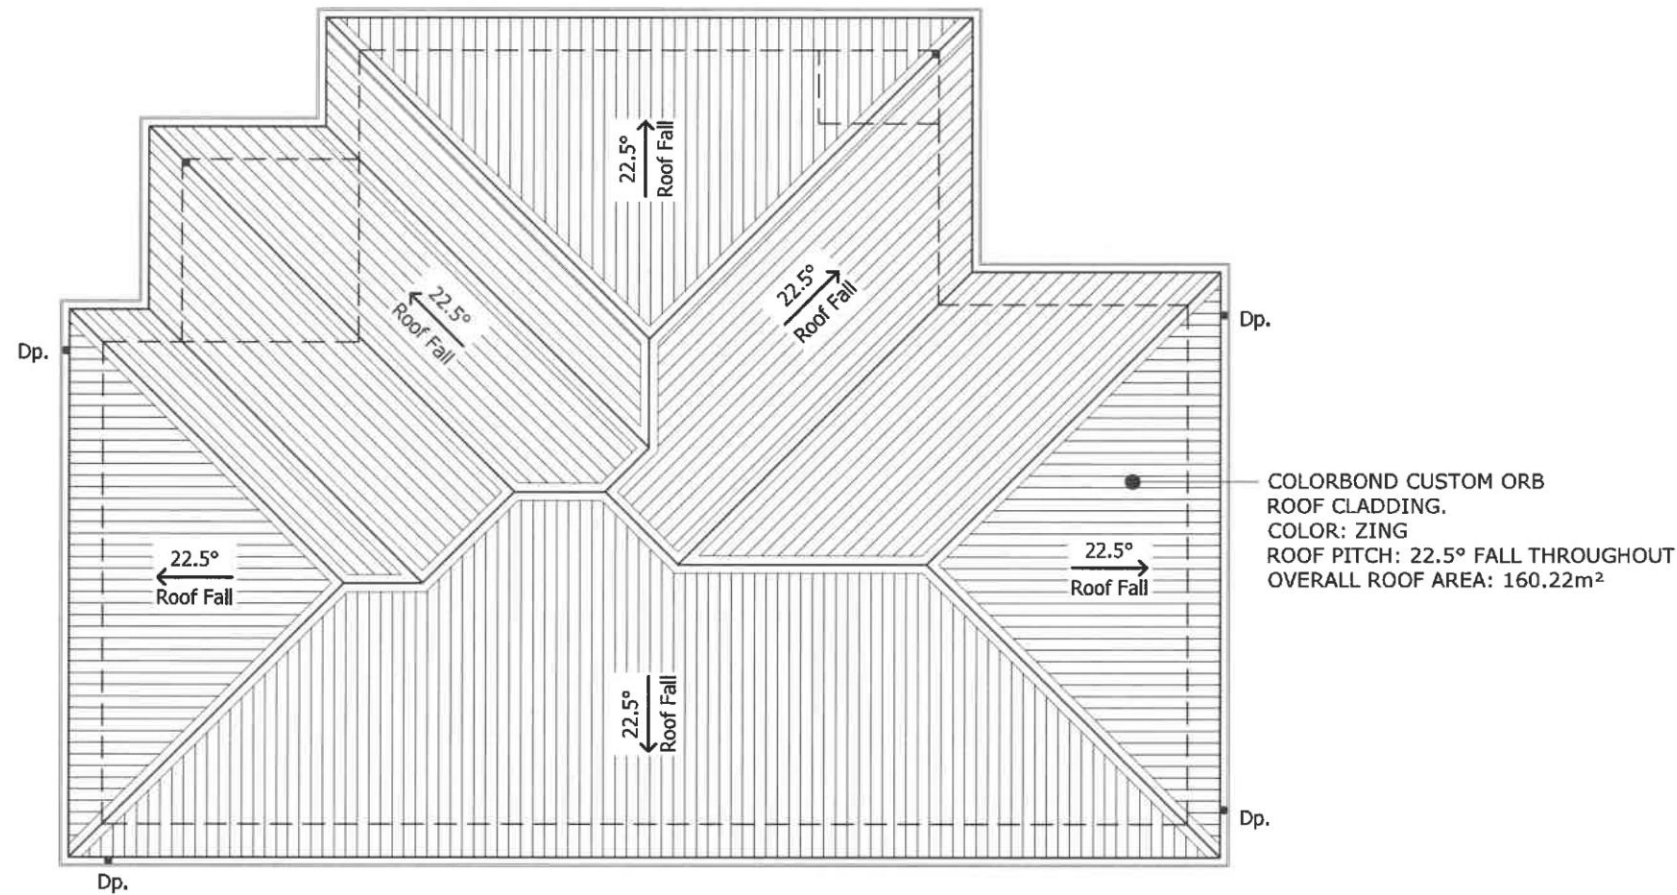 22.5°
Roof Fall
22.5°
Roof Fall
22.5°
Roof Fall
Dp.
Dp.
22.5°
Roof Fall
22.5°
Roof Fall
COLORBOND CUSTOM ORB
ROOF CLADDING.
COLOR: ZING
ROOF PITCH: 22.5° FALL THROUGHOUT
OVERALL ROOF AREA: 160.22m²
22.5°
Roof Fall
Dp.
Dp.